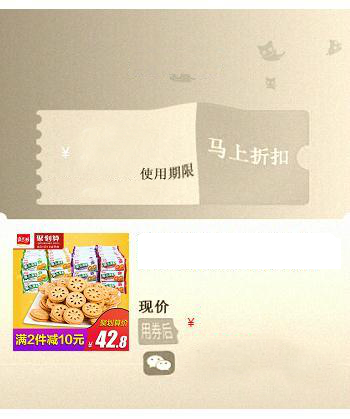 ¥
马上折扣
使用期限
聚划算
现价
用券后 ¥
聚划算价
满2件减10元 ¥42.8